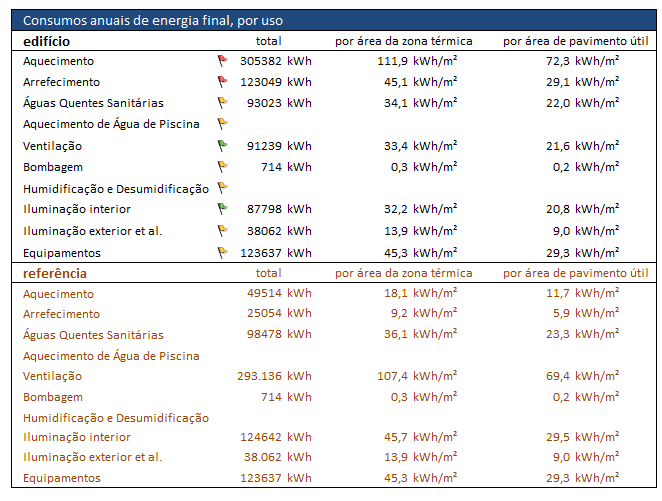 Consumos anuais de energia final, por uso
edifício total por área da zona térmica por área de pavimento útil
Aquecimento 305382 kWh 111,9 kWh/m² 72,3 kWh/m²
Arrefecimento 123049 kWh 45,1 kWh/m² 29,1 kWh/m²
Águas Quentes Sanitárias 93023 kWh 34,1 kWh/m² 22,0 kWh/m²
Aquecimento de Água de Piscina
Ventilação 91239 kWh 33,4 kWh/m² 21,6 kWh/m²
Bombagem 714 kWh 0,3 kWh/m² 0,2 kWh/m²
Humidificação e Desumidificação
Iluminação interior 87798 kWh 32,2 kWh/m² 20,8 kWh/m²
Iluminação exterior et al. 38062 kWh 13,9 kWh/m² 9,0 kWh/m²
Equipamentos 123637 kWh 45,3 kWh/m² 29,3 kWh/m²
referência total por área da zona térmica por área de pavimento útil
Aquecimento 49514 kWh 18,1 kWh/m² 11,7 kWh/m²
Arrefecimento 25054 kWh 9,2 kWh/m² 5,9 kWh/m²
Águas Quentes Sanitárias 98478 kWh 36,1 kWh/m² 23,3 kWh/m²
Aquecimento de Água de Piscina
Ventilação 293.136 kWh 107,4 kWh/m² 69,4 kWh/m²
Bombagem 714 kWh 0,3 kWh/m² 0,2 kWh/m²
Humidificação e Desumidificação
Iluminação interior 124642 kWh 45,7 kWh/m² 29,5 kWh/m²
Iluminação exterior et al. 38.062 kWh 13,9 kWh/m² 9,0 kWh/m²
Equipamentos 123637 kWh 45,3 kWh/m² 29,3 kWh/m²